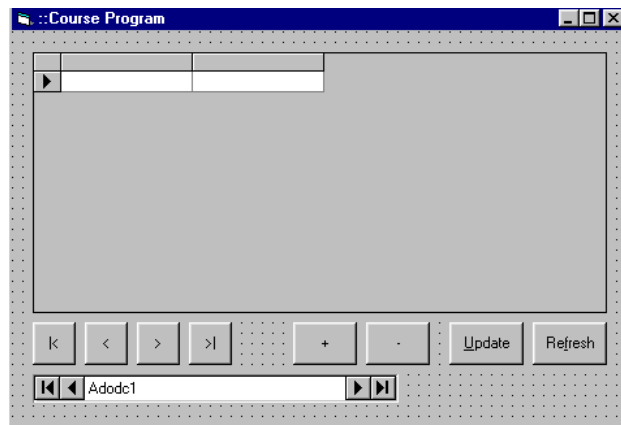 ::Course Program
|< < > >| + - Update Refresh
Adodc1